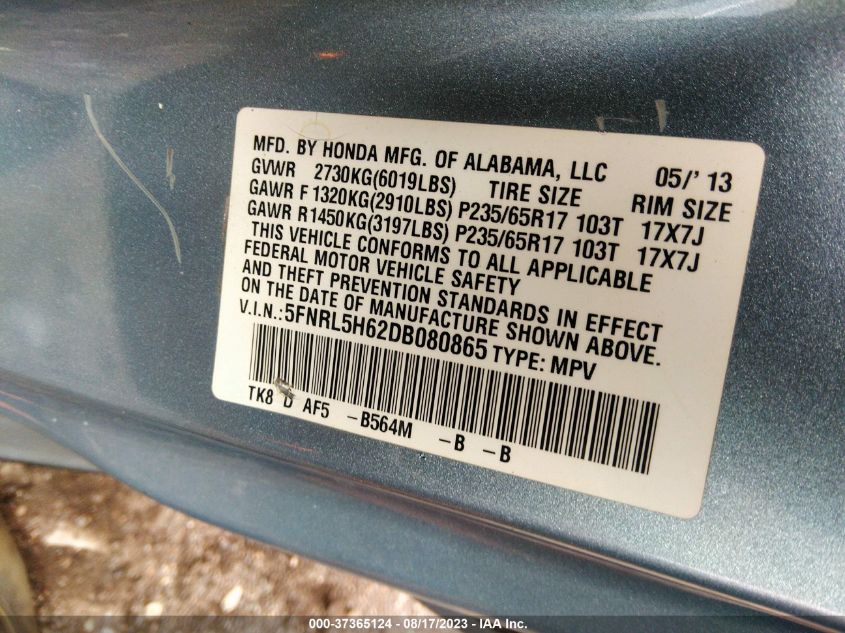 MFD. BY HONDA MFG. OF ALABAMA, LLC 05/' 13
GVWR 2730KG(6019LBS) TIRE SIZE RIM SIZE
GAWR F 1320KG(2910LBS) P235/65R17 103T 17X7J
GAWR R1450KG(3197LBS) P235/65R17 103T 17X7J
THIS VEHICLE CONFORMS TO ALL APPLICABLE
FEDERAL MOTOR VEHICLE SAFETY
AND THEFT PREVENTION STANDARDS IN EFFECT
ON THE DATE OF MANUFACTURE SHOWN ABOVE.
V.I.N.:5FNRL5H62DB080865 TYPE: MPV
TK8 D AF5 -B564M -B -B
000-37365124 - 08/17/2023 - IAA Inc.